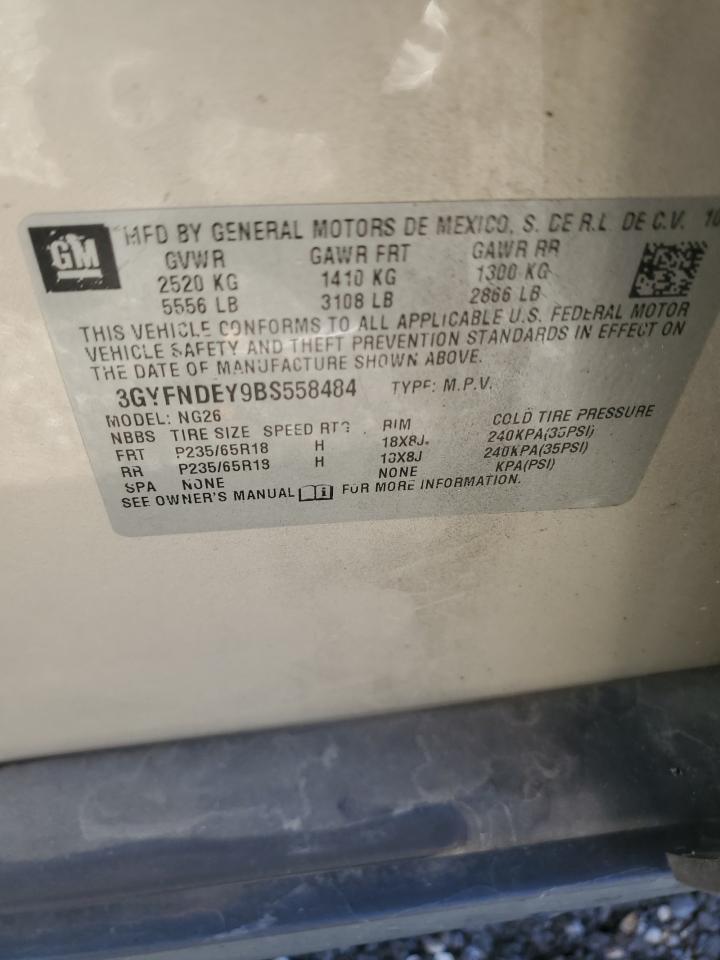 GM
MFD BY GENERAL MOTORS DE MEXICO, S. DE R.L. DE C.V. 10
GVWR GAWR FRT GAWR RR
2520 KG 1410 KG 1300 KG
5556 LB 3108 LB 2866 LB
THIS VEHICLE CONFORMS TO ALL APPLICABLE U.S. FEDERAL MOTOR
VEHICLE SAFETY AND THEFT PREVENTION STANDARDS IN EFFECT ON
THE DATE OF MANUFACTURE SHOWN ABOVE.
3GYFNDEY9BS558484 TYPE: M.P.V.
MODEL: NG26
NBBS TIRE SIZE SPEED RTG RIM COLD TIRE PRESSURE
FRT P235/65R18 H 18X8J 240KPA(35PSI)
RR P235/65R18 H 18X8J 240KPA(35PSI)
SPA NONE NONE KPA(PSI)
SEE OWNER'S MANUAL FOR MORE INFORMATION.